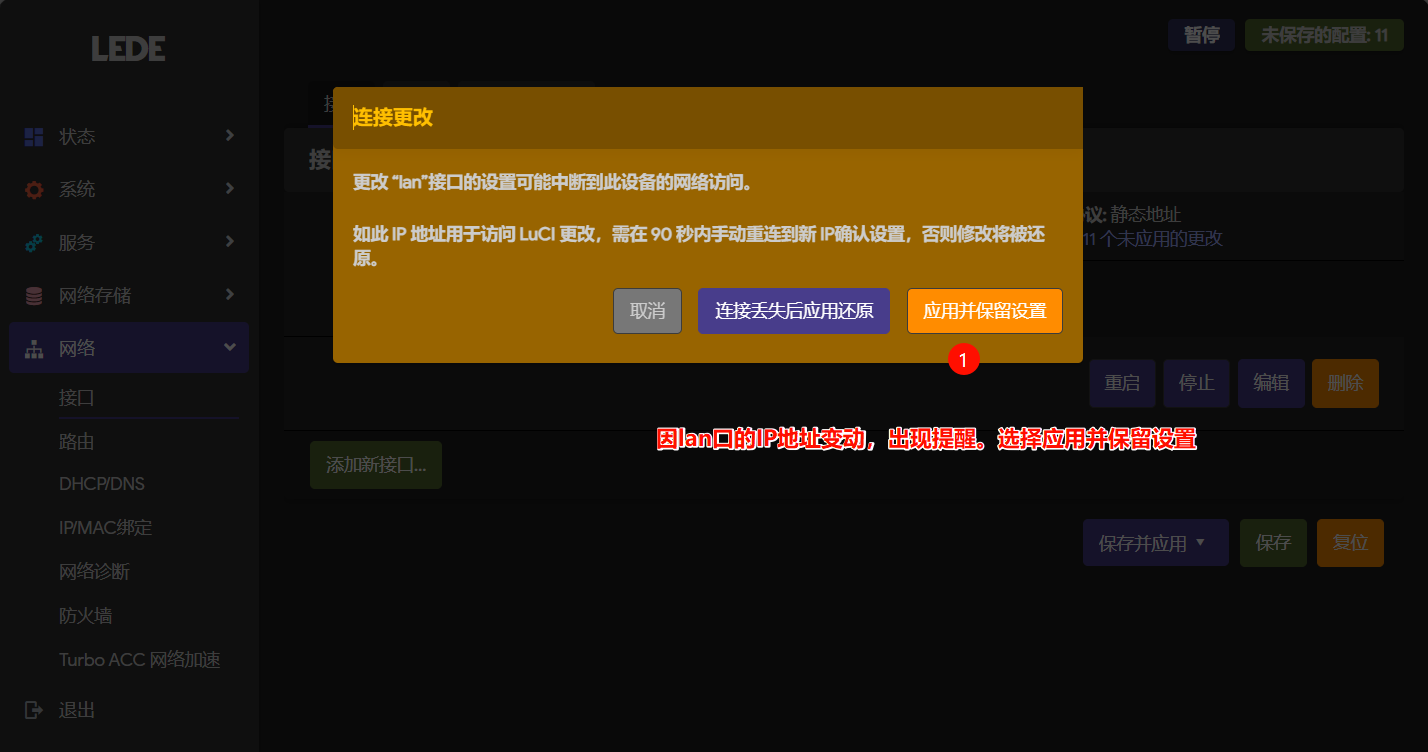 LEDE
暂停
未保存的配置: 11
状态
系统
服务
网络存储
网络
接口
路由
DHCP/DNS
IP/MAC绑定
网络诊断
防火墙
Turbo ACC 网络加速
退出
接
连接更改
更改 “lan”接口的设置可能中断到此设备的网络访问。
如此 IP 地址用于访问 LuCI 更改，需在 90 秒内手动重连到新 IP确认设置，否则修改将被还
原。
取消
连接丢失后应用还原
应用并保留设置
1
议: 静态地址
11 个未应用的更改
重启
停止
编辑
删除
因lan口的IP地址变动，出现提醒。选择应用并保留设置
添加新接口...
保存并应用
保存
复位